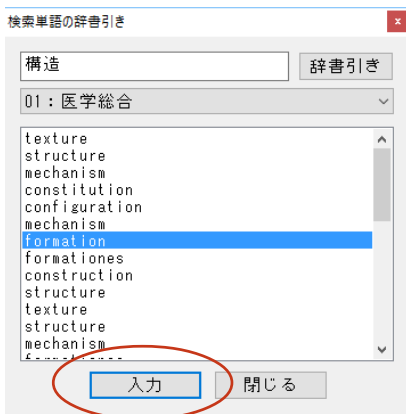 検索単語の辞書引き
構造
辞書引き
01：医学総合
texture
structure
mechanism
constitution
configuration
mechanism
formation
formationes
construction
structure
texture
structure
mechanism
入力
閉じる